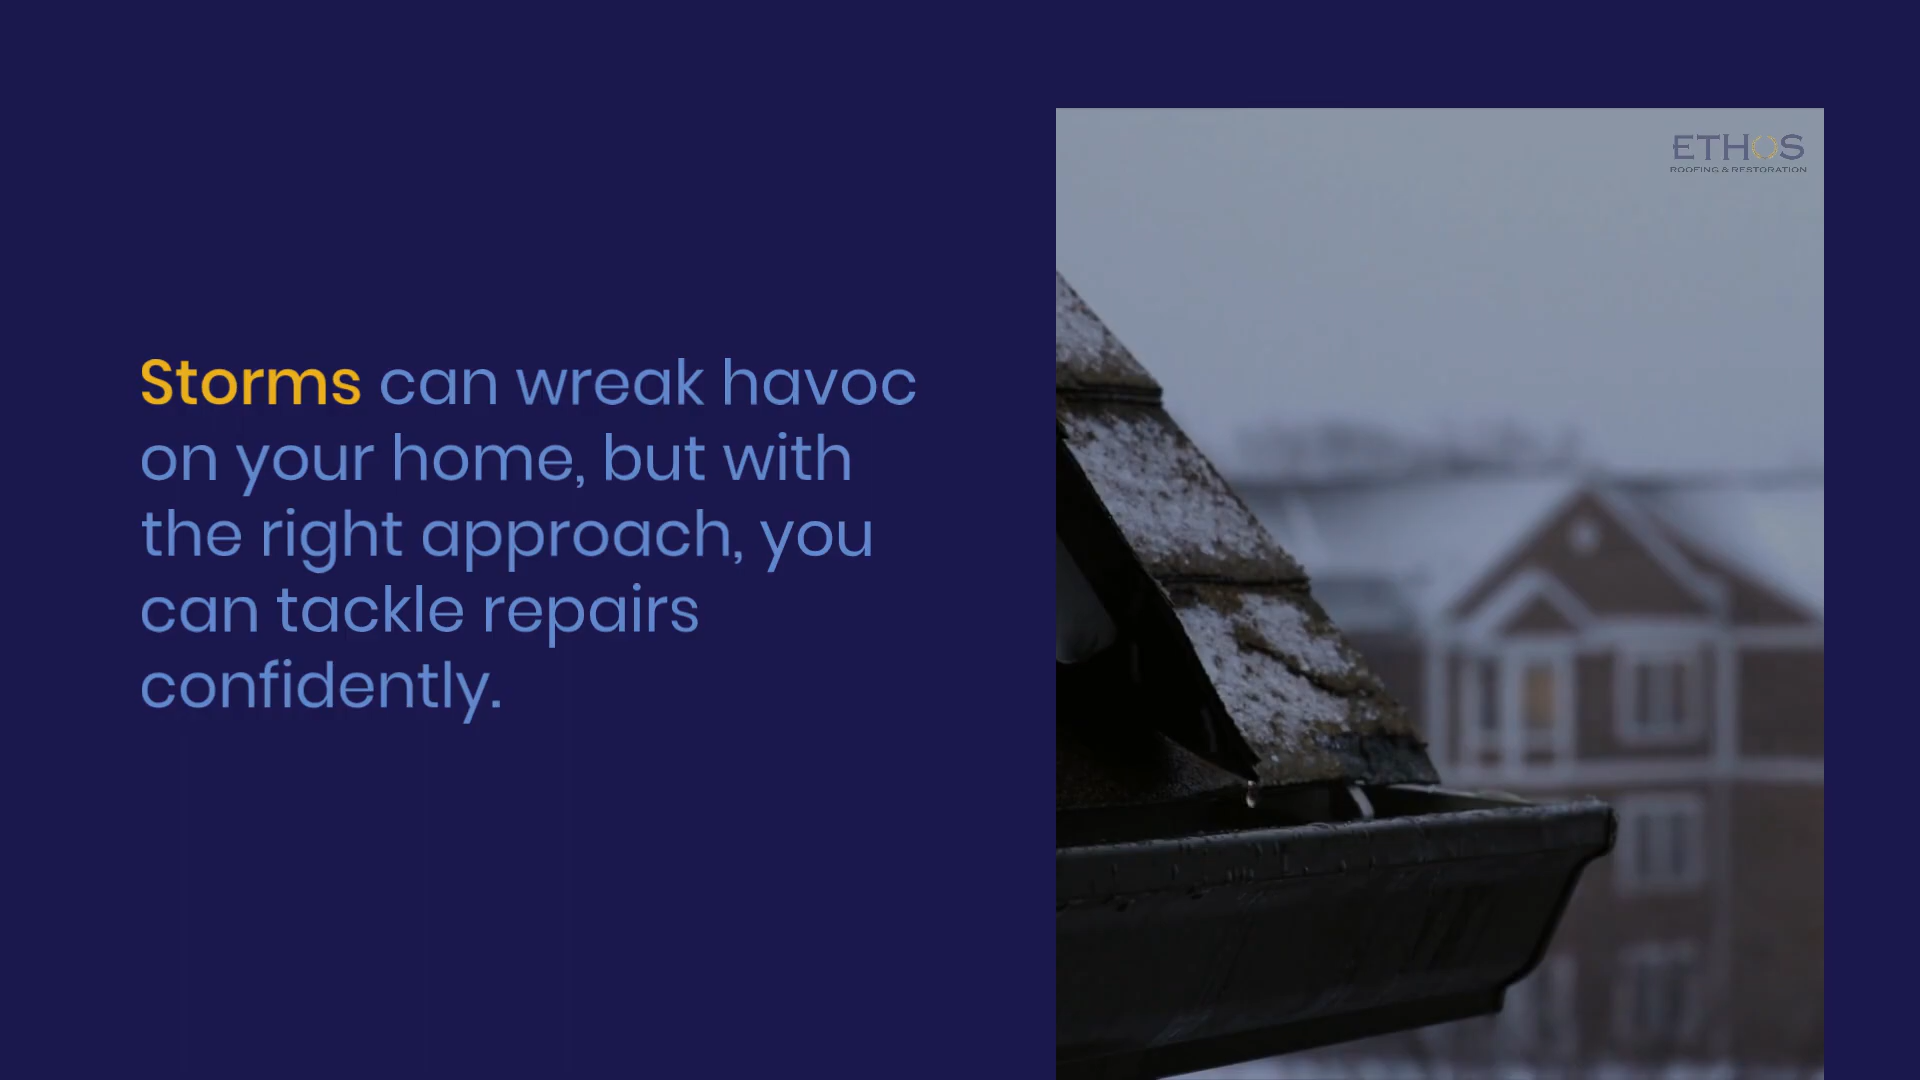 Storms can wreak havoc
on your home, but with
the right approach, you
can tackle repairs
confidently.
ETHOS
ROOFING & RESTORATION